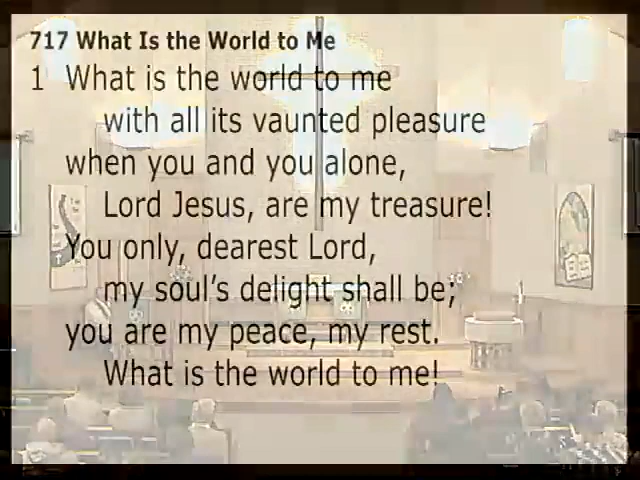 717 What Is the World to Me
1 What is the world to me
with all its vaunted pleasure
when you and you alone,
Lord Jesus, are my treasure!
You only, dearest Lord,
my soul's delight shall be;
you are my peace, my rest.
What is the world to me!